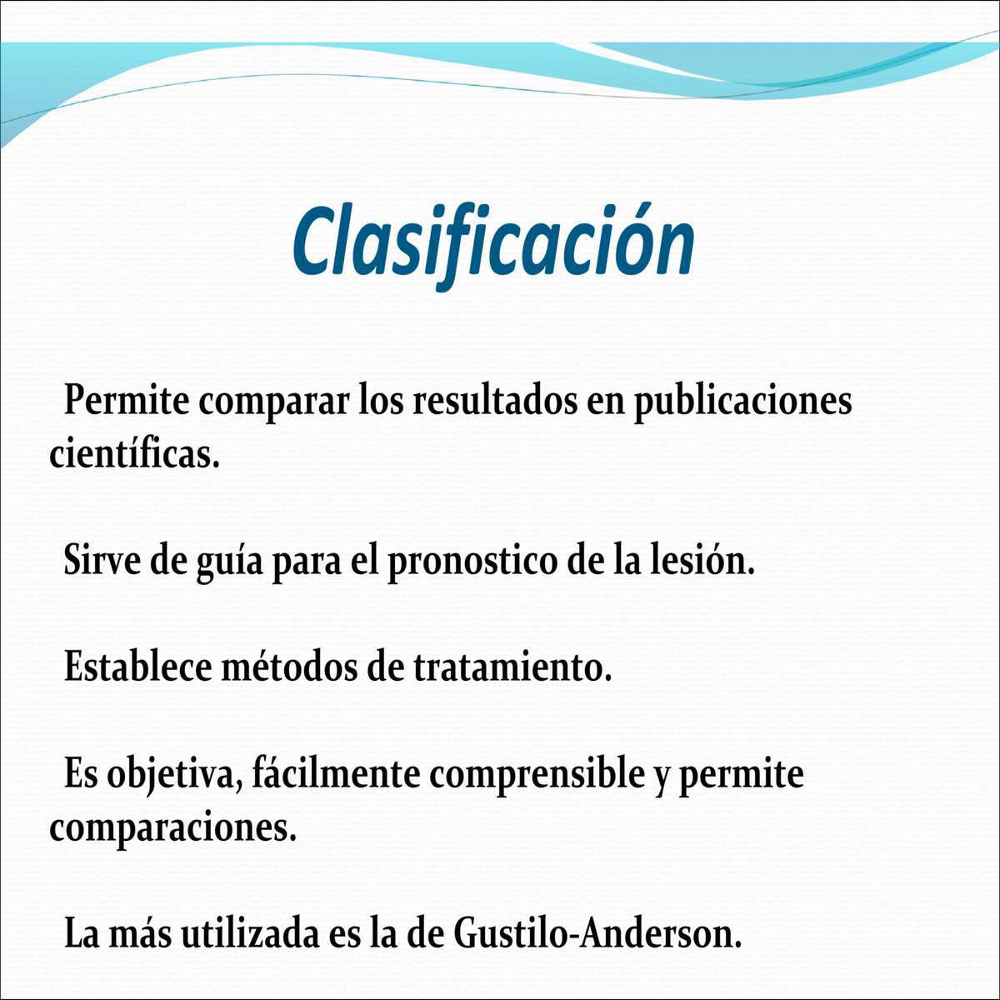 Clasificación
Permite comparar los resultados en publicaciones
científicas.
Sirve de guía para el pronostico de la lesión.
Establece métodos de tratamiento.
Es objetiva, fácilmente comprensible y permite
comparaciones.
La más utilizada es la de Gustilo-Anderson.